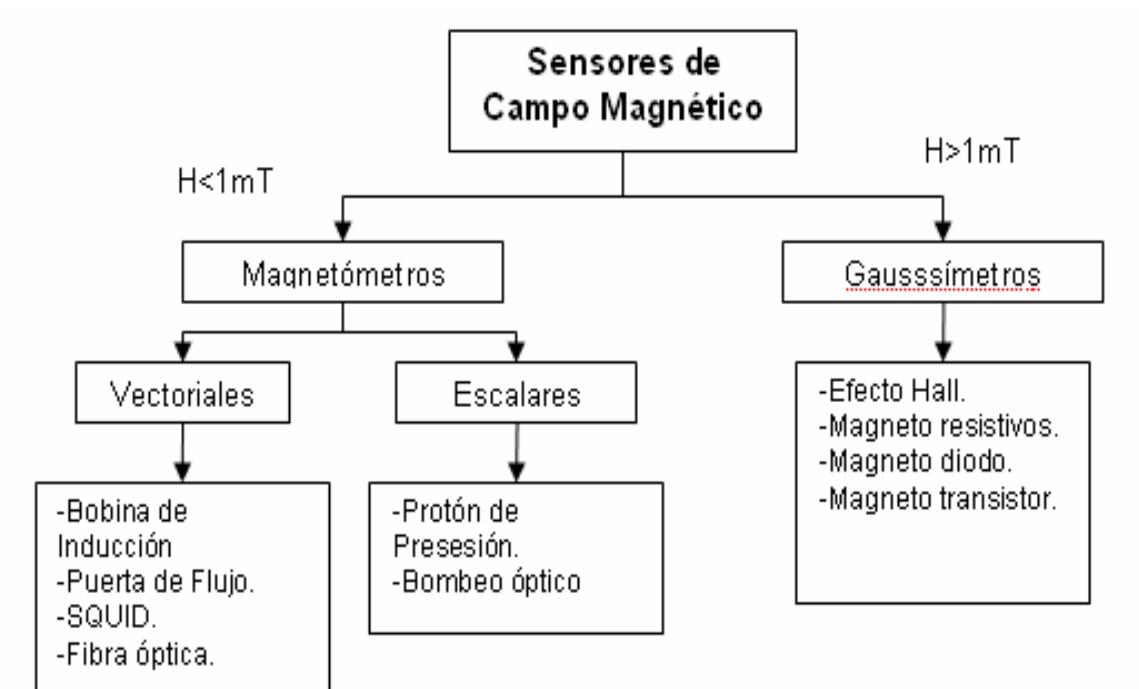 Sensores de
Campo Magnético
H<1mT
H>1mT
Magnetómetros
Gausssímetros
Vectoriales
Escalares
-Efecto Hall.
-Magneto resistivos.
-Magneto diodo.
-Magneto transistor.
-Bobina de
Inducción
-Puerta de Flujo.
-SQUID.
-Fibra óptica.
-Protón de
Presesión.
-Bombeo óptico